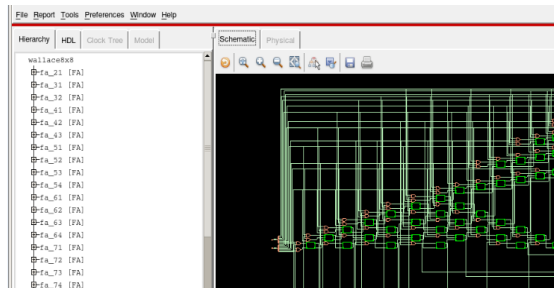 File Report Tools Preferences Window Help
Hierarchy HDL Clock Tree Model
Schematic Physical
wallace8x8
fa_21 [FA]
fa_31 [FA]
fa_32 [FA]
fa_41 [FA]
fa_42 [FA]
fa_43 [FA]
fa_51 [FA]
fa_52 [FA]
fa_53 [FA]
fa_54 [FA]
fa_61 [FA]
fa_62 [FA]
fa_63 [FA]
fa_64 [FA]
fa_71 [FA]
fa_72 [FA]
fa_73 [FA]
fa_74 [FA]